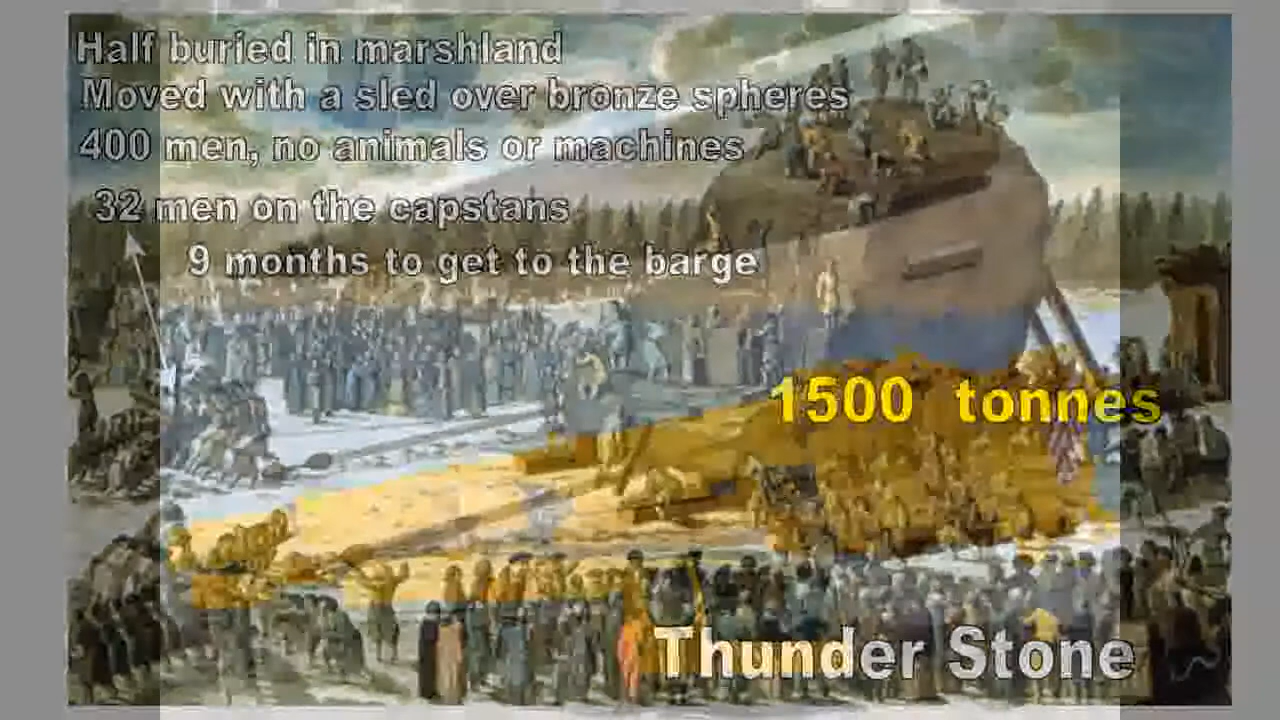 Half buried in marshland
Moved with a sled over bronze spheres
400 men, no animals or machines
32 men on the capstans
9 months to get to the barge
1500 tonnes
Thunder Stone